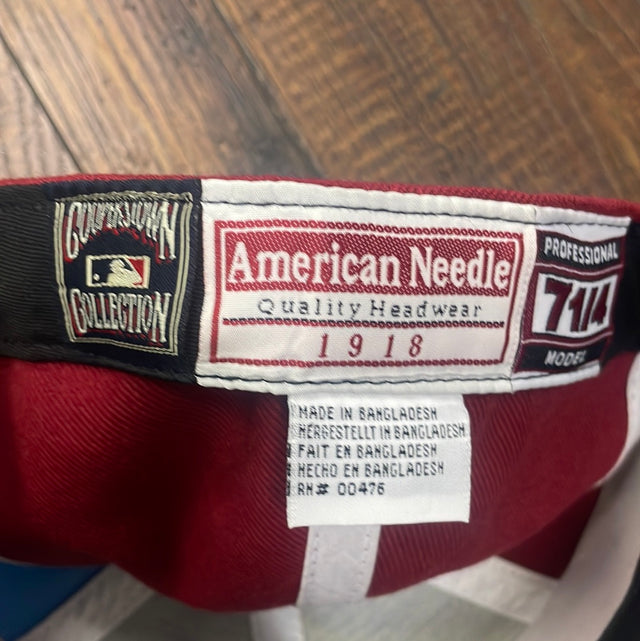 COOPERSTOWN
COLLECTION
American Needle
Quality Headwear
1918
PROFESSIONAL
7 1/4
MODEL
MADE IN BANGLADESH
HERGESTELLT IN BANGLADESH
FAIT EN BANGLADESH
HECHO EN BANGLADESH
RN# 00476